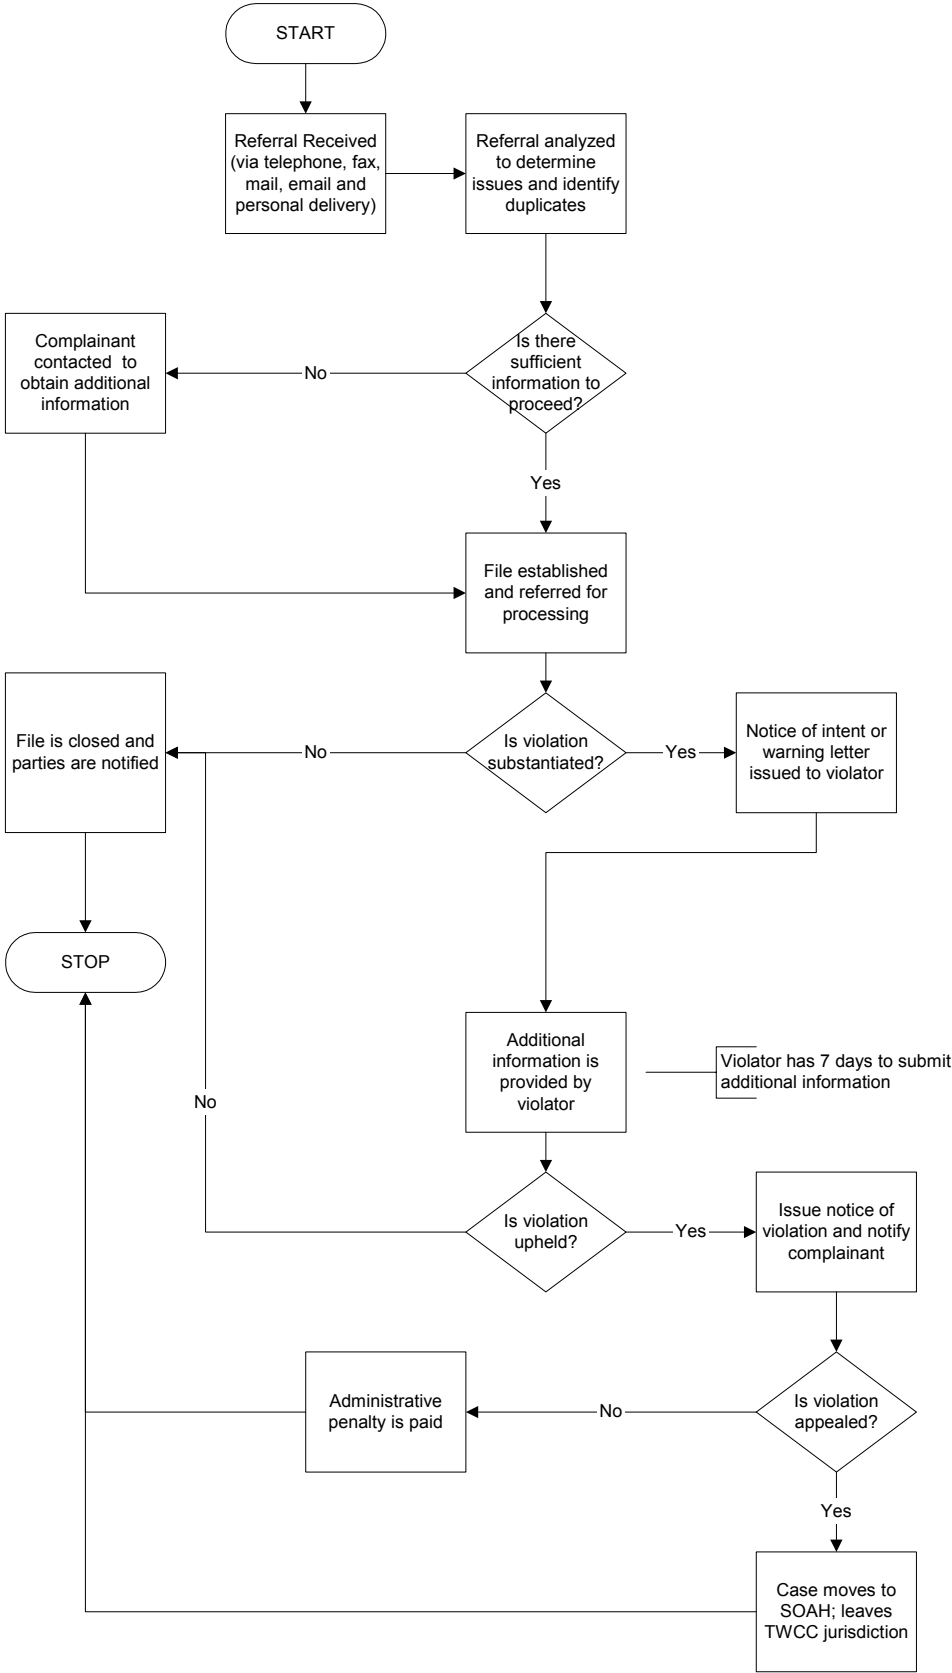 START
Referral Received
(via telephone, fax,
mail, email and
personal delivery)
Referral analyzed
to determine
issues and identify
duplicates
Is there
sufficient
information to
proceed?
No
Complainant
contacted to
obtain additional
information
Yes
File established
and referred for
processing
Is violation
substantiated?
No
File is closed and
parties are notified
Yes
Notice of intent or
warning letter
issued to violator
STOP
Additional
information is
provided by
violator
Violator has 7 days to submit
additional information
No
Is violation
upheld?
Yes
Issue notice of
violation and notify
complainant
Is violation
appealed?
No
Administrative
penalty is paid
Yes
Case moves to
SOAH; leaves
TWCC jurisdiction